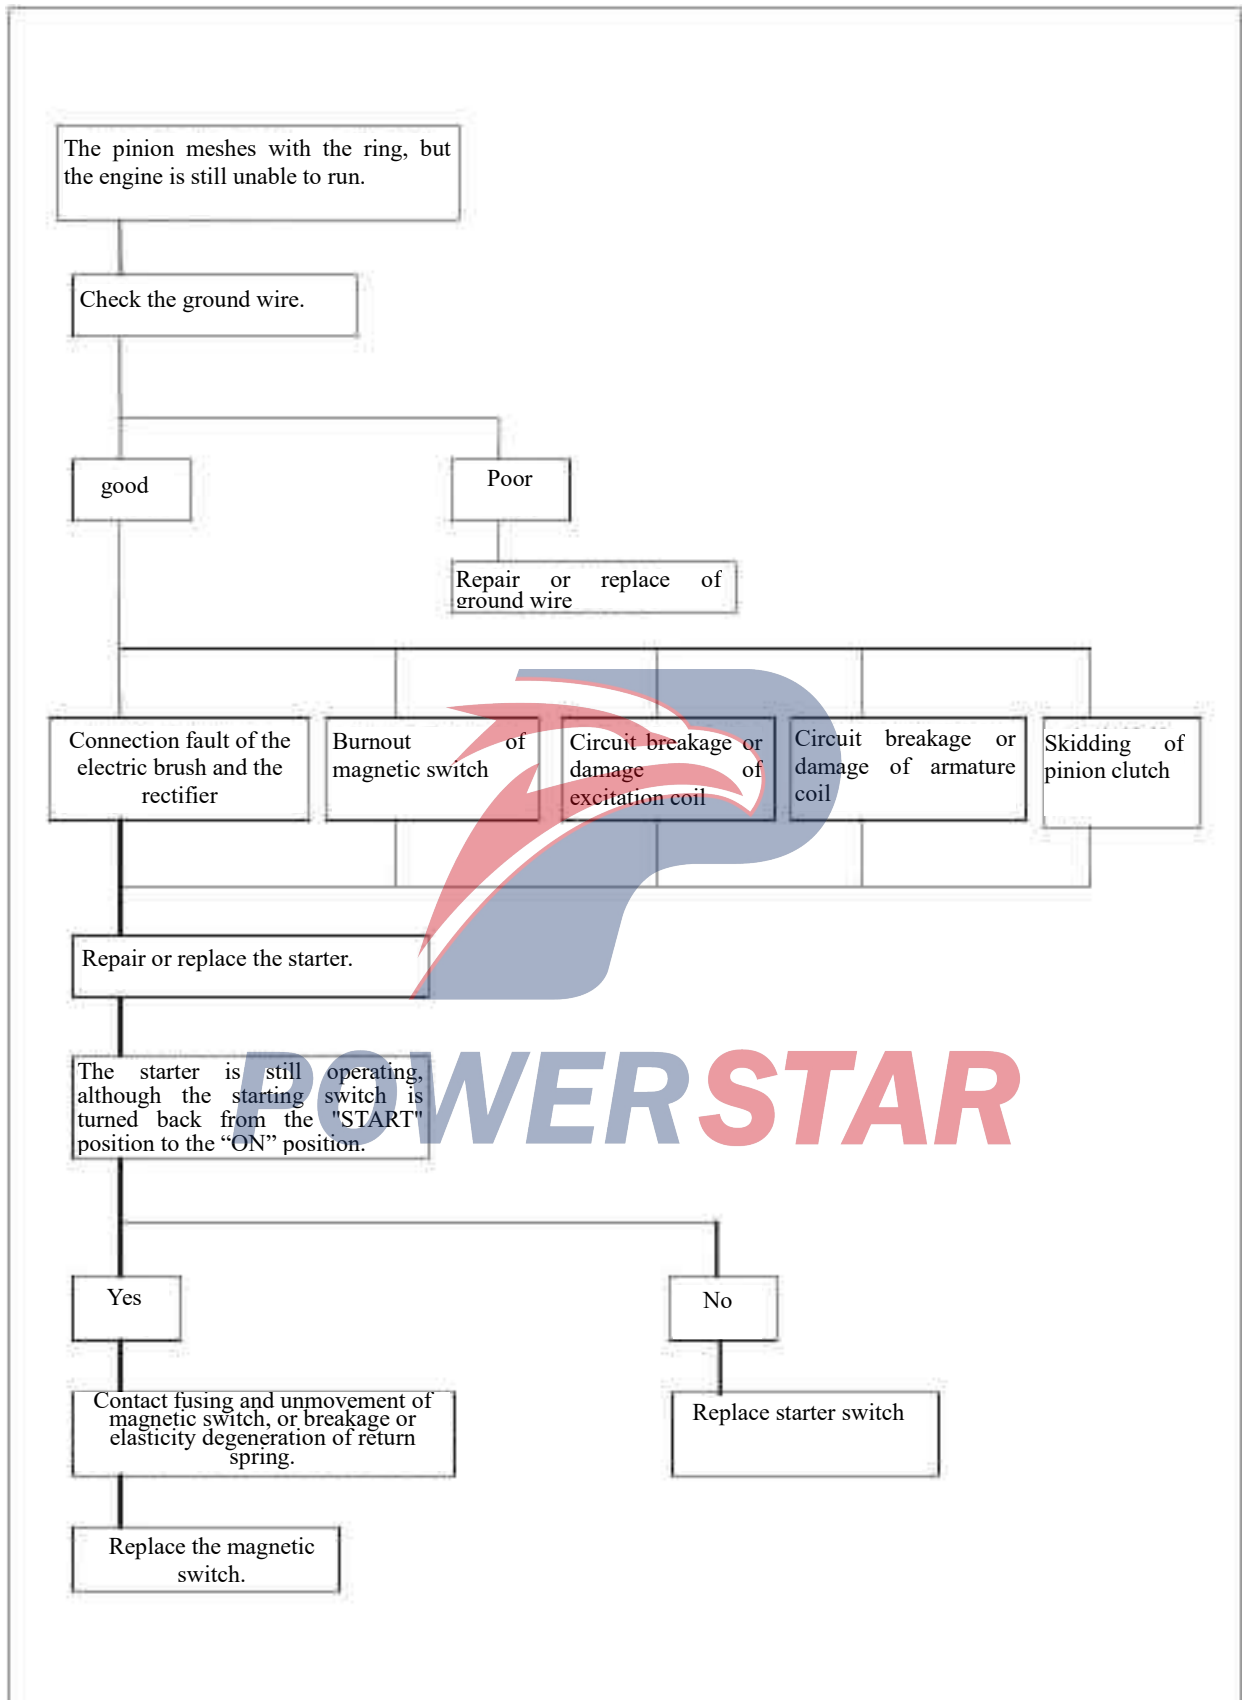 The pinion meshes with the ring, but
the engine is still unable to run.
Check the ground wire.
good
Poor
Repair or replace of
ground wire
Connection fault of the
electric brush and the
rectifier
Burnout of
magnetic switch
Circuit breakage or
damage of
excitation coil
Circuit breakage or
damage of armature
coil
Skidding of
pinion clutch
Repair or replace the starter.
The starter is still operating,
although the starting switch is
turned back from the "START"
position to the “ON” position.
POWERSTAR
Yes
No
Contact fusing and unmovement of
magnetic switch, or breakage or
elasticity degeneration of return
spring.
Replace starter switch
Replace the magnetic
switch.